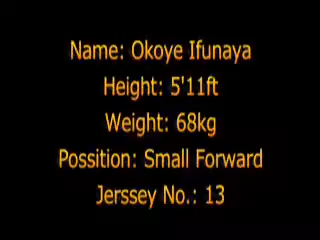 Name: Okoye Ifunaya
Height: 5'11ft
Weight: 68kg
Possition: Small Forward
Jerssey No.: 13